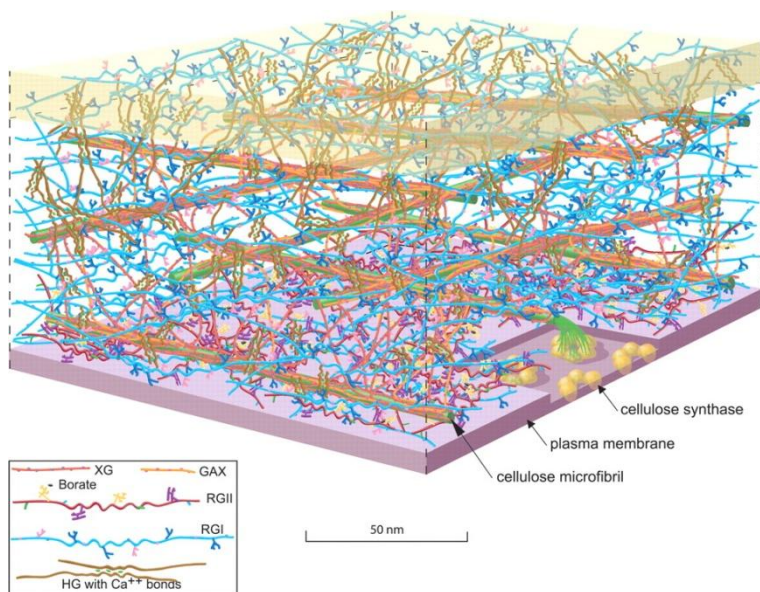 cellulose synthase
plasma membrane
cellulose microfibril
XG GAX
Borate
RGII
RGI
HG with Ca++ bonds
50 nm